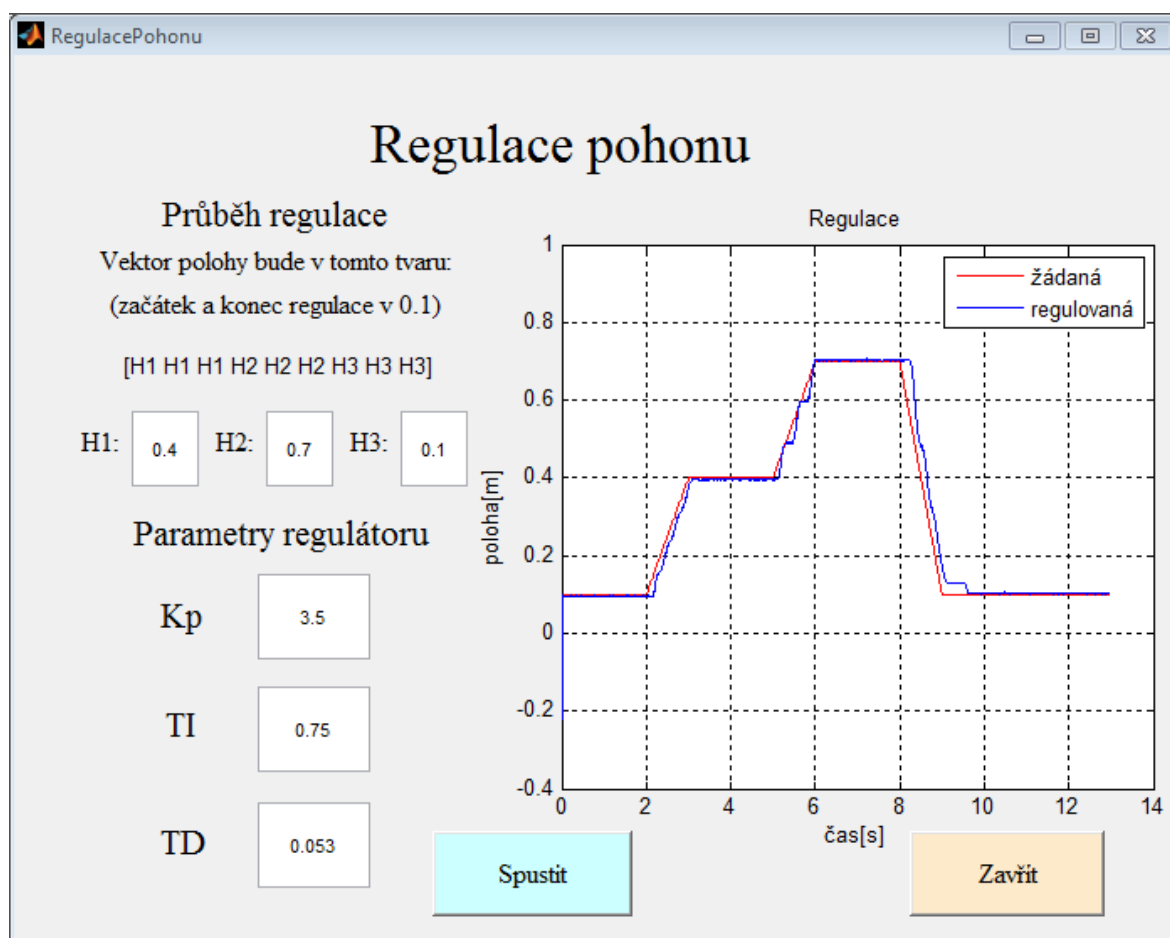 RegulacePohonu
Regulace pohonu
Průběh regulace
Vektor polohy bude v tomto tvaru:
(začátek a konec regulace v 0.1)
[H1 H1 H1 H2 H2 H2 H3 H3 H3]
H1: 0.4 H2: 0.7 H3: 0.1
Parametry regulátoru
Kp 3.5
TI 0.75
TD 0.053
Regulace
žádaná
regulovaná
poloha[m]
1
0.8
0.6
0.4
0.2
0
-0.2
-0.4
0 2 4 6 8 10 12 14
čas[s]
Spustit
Zavřít